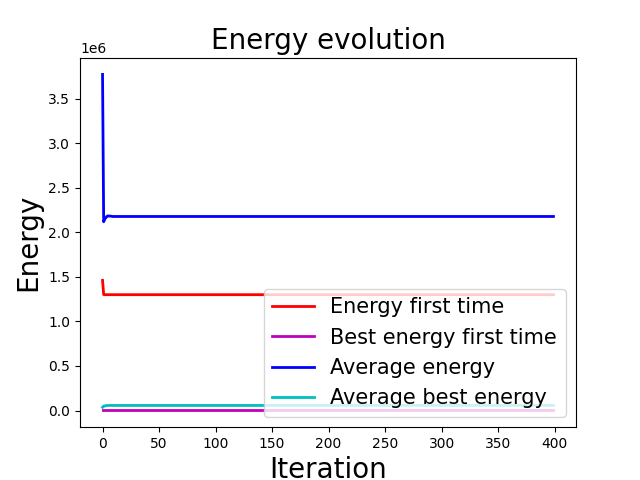 Energy evolution
1e6
3.5
3.0
2.5
2.0
1.5
1.0
0.5
0.0
Energy
Energy first time
Best energy first time
Average energy
Average best energy
0 50 100 150 200 250 300 350 400
Iteration